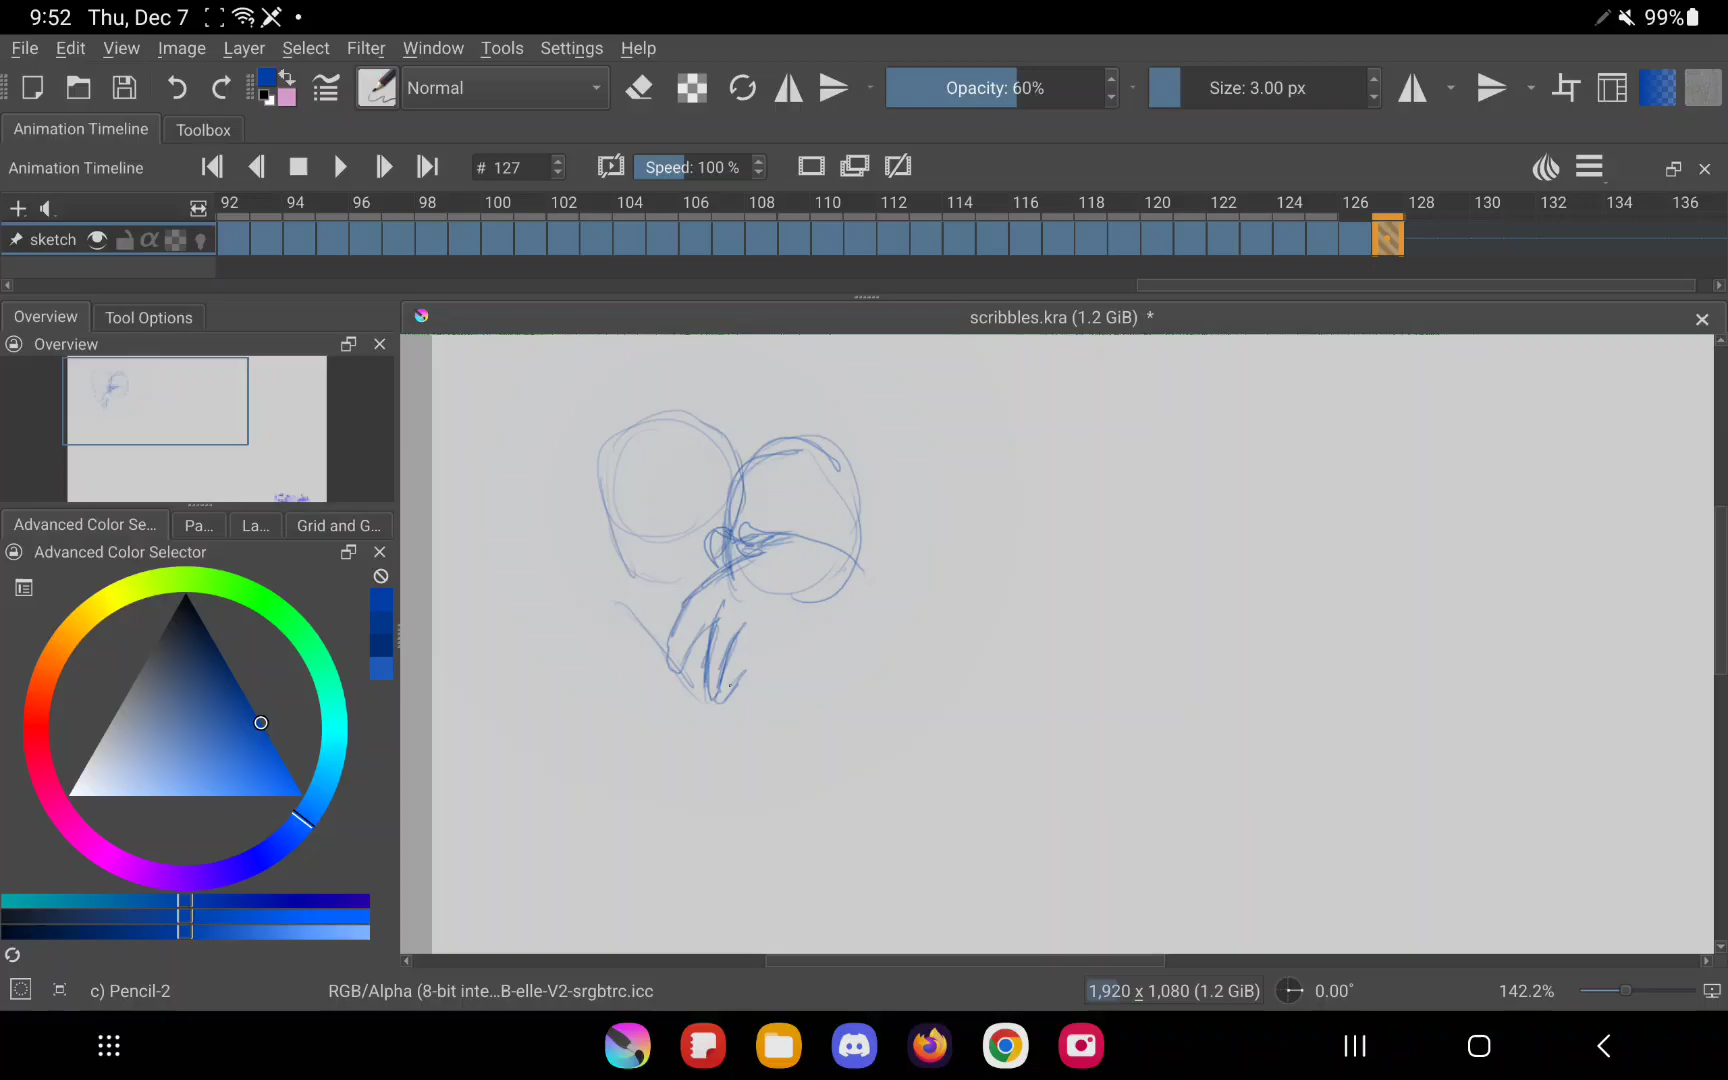 9:52 Thu, Dec 7 99%
File Edit View Image Layer Select Filter Window Tools Settings Help
Normal Opacity: 60% Size: 3.00 px
Animation Timeline Toolbox
Animation Timeline # 127 Speed: 100 %
92 94 96 98 100 102 104 106 108 110 112 114 116 118 120 122 124 126 128 130 132 134 136
sketch α
Overview Tool Options scribbles.kra (1.2 GiB) *
Overview
Advanced Color Se... Pa... La... Grid and G...
Advanced Color Selector
c) Pencil-2 RGB/Alpha (8-bit inte...B-elle-V2-srgbtrc.icc 1,920 x 1,080 (1.2 GiB) 0.00° 142.2%